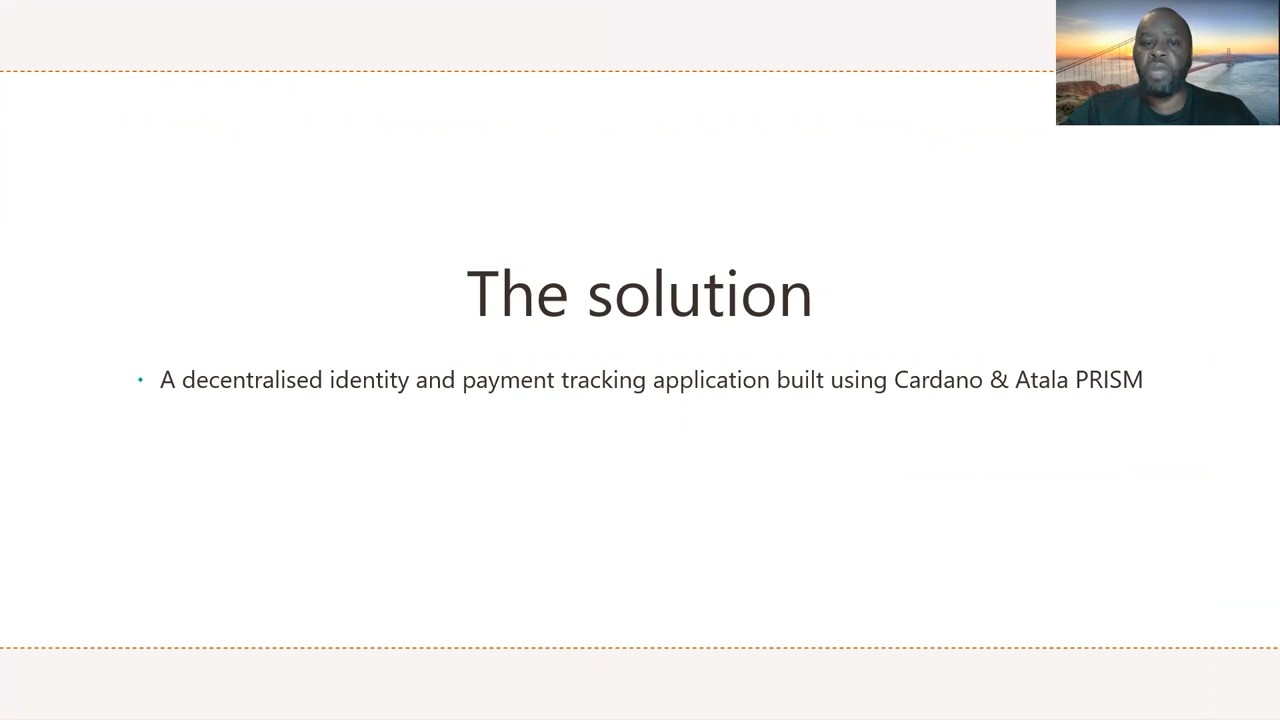 The solution
A decentralised identity and payment tracking application built using Cardano & Atala PRISM